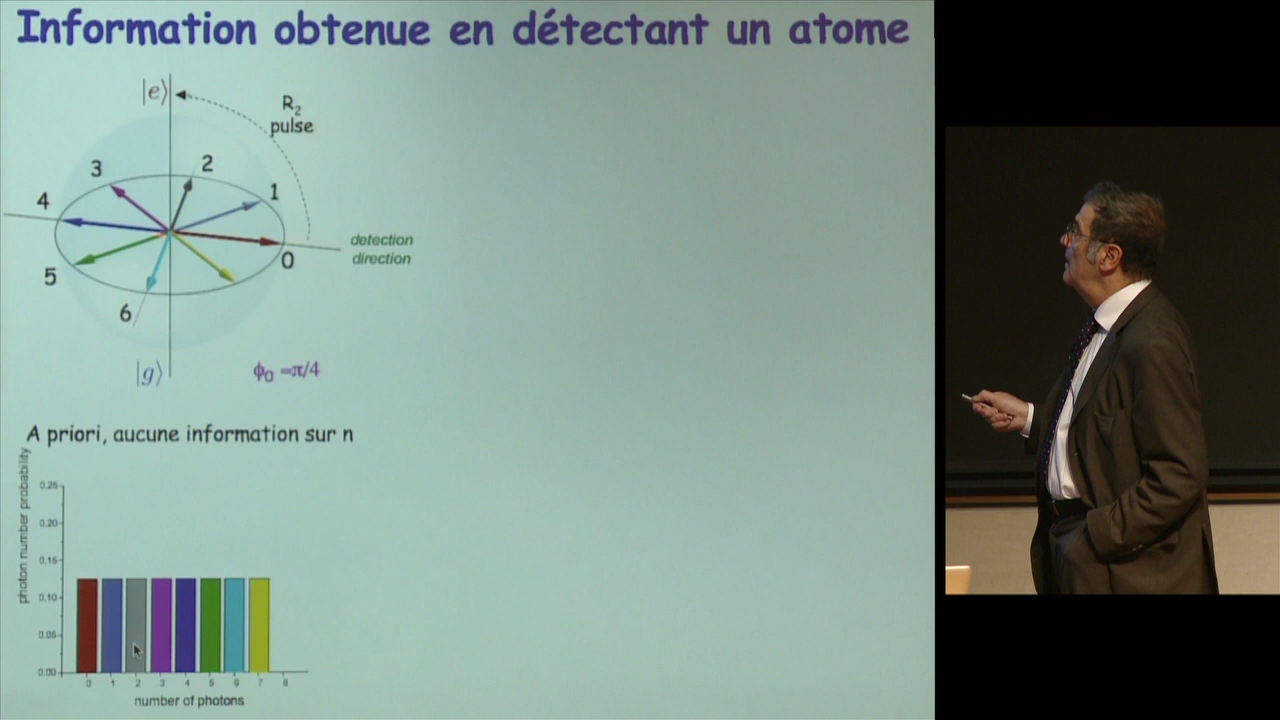 Information obtenue en détectant un atome
|e⟩
R₂
pulse
3
2
4
1
detection
direction
0
5
6
|g⟩
ϕ₀ =π/4
A priori, aucune information sur n
photon number probability
0.25
0.20
0.15
0.10
0.05
0.00
0 1 2 3 4 5 6 7 8
number of photons